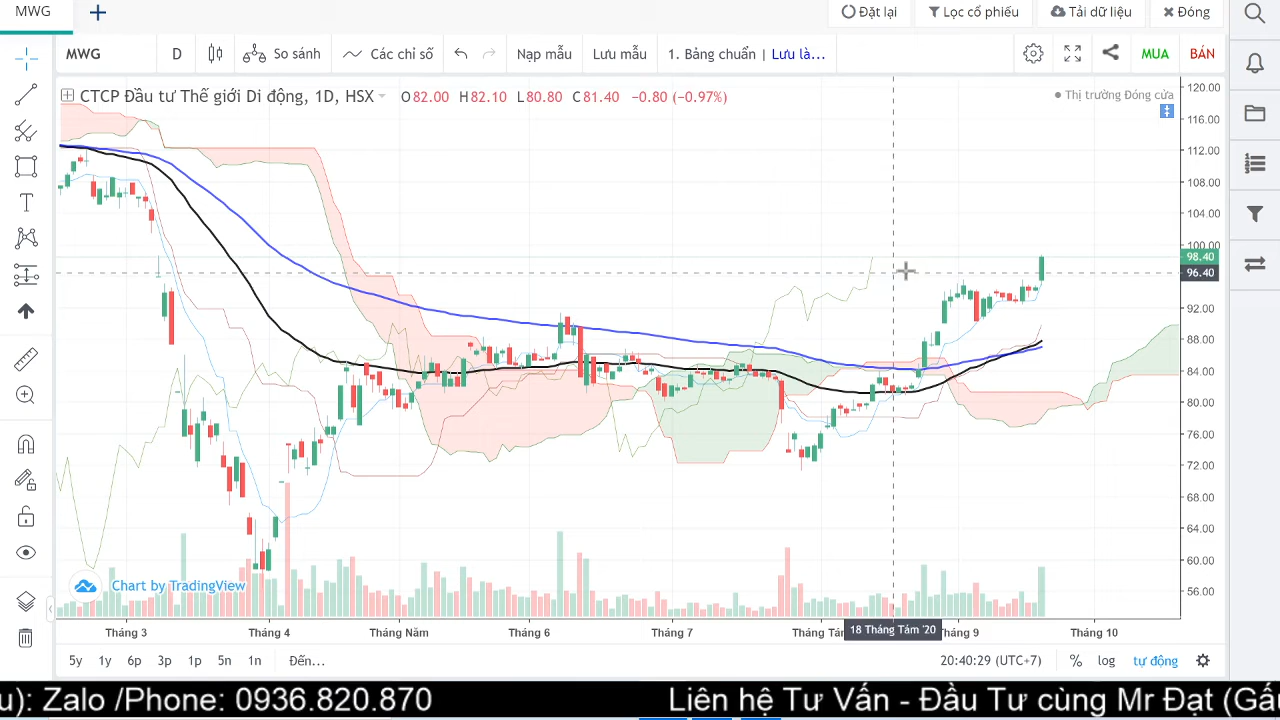 MWG
Đặt lại
Lọc cổ phiếu
Tải dữ liệu
Đóng
MWG
D
So sánh
Các chỉ số
Nạp mẫu
Lưu mẫu
1. Bảng chuẩn | Lưu là...
MUA
BÁN
CTCP Đầu tư Thế giới Di động, 1D, HSX
O82.00 H82.10 L80.80 C81.40 −0.80 (−0.97%)
Thị trường Đóng cửa
120.00
116.00
112.00
108.00
104.00
100.00
98.40
96.40
92.00
88.00
84.00
80.00
76.00
72.00
68.00
64.00
60.00
56.00
Chart by TradingView
Tháng 3
Tháng 4
Tháng Năm
Tháng 6
Tháng 7
Tháng Tám
18 Tháng Tám '20
Tháng 9
Tháng 10
5y 1y 6p 3p 1p 5n 1n Đến...
20:40:29 (UTC+7)
% log tự động
u): Zalo /Phone: 0936.820.870
Liên hệ Tư Vấn - Đầu Tư cùng Mr Đạt (Gấ